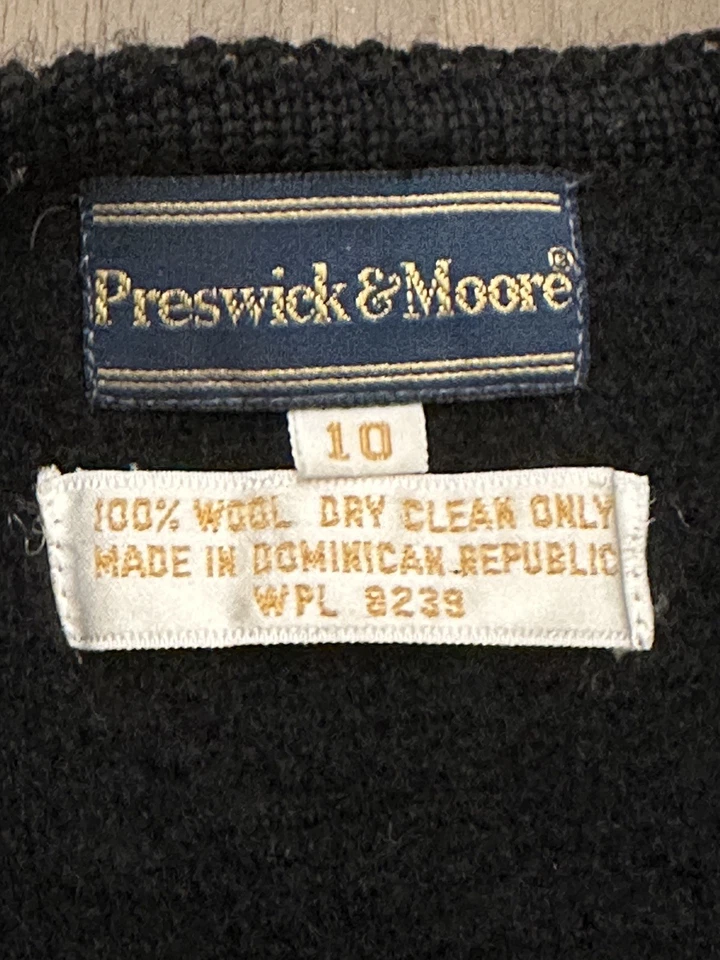 Preswick & Moore®
10
100% WOOL DRY CLEAN ONLY
MADE IN DOMINICAN REPUBLIC
WPL 8239